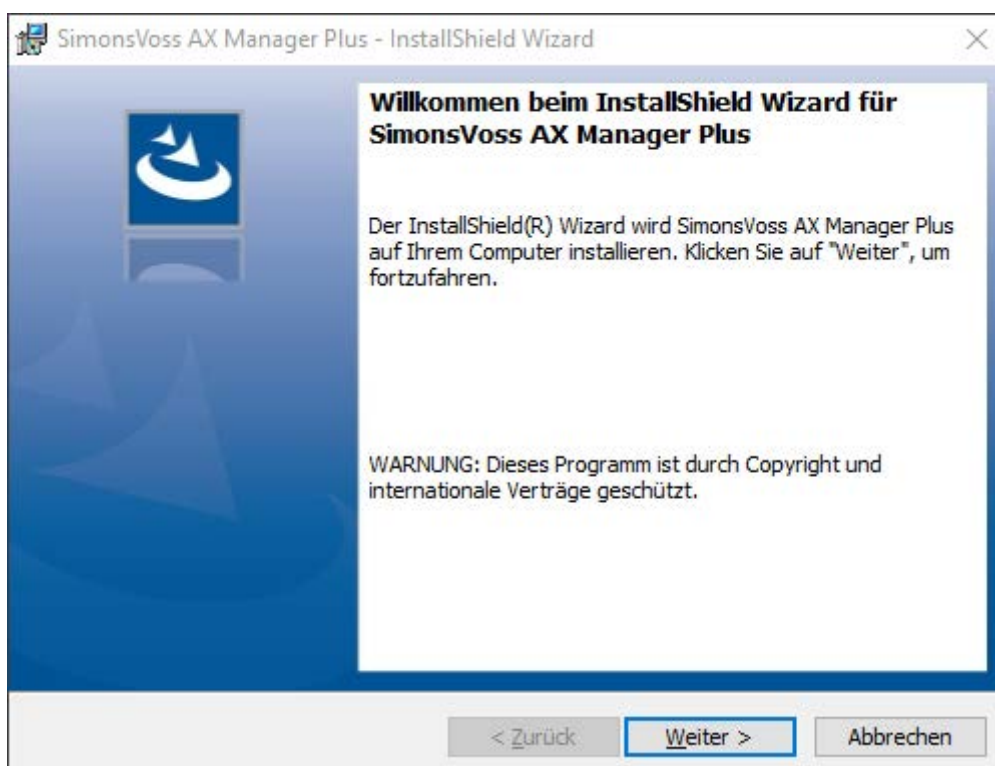 SimonsVoss AX Manager Plus - InstallShield Wizard
Willkommen beim InstallShield Wizard für
SimonsVoss AX Manager Plus
Der InstallShield(R) Wizard wird SimonsVoss AX Manager Plus
auf Ihrem Computer installieren. Klicken Sie auf "Weiter", um
fortzufahren.
WARNUNG: Dieses Programm ist durch Copyright und
internationale Verträge geschützt.
< Zurück
Weiter >
Abbrechen